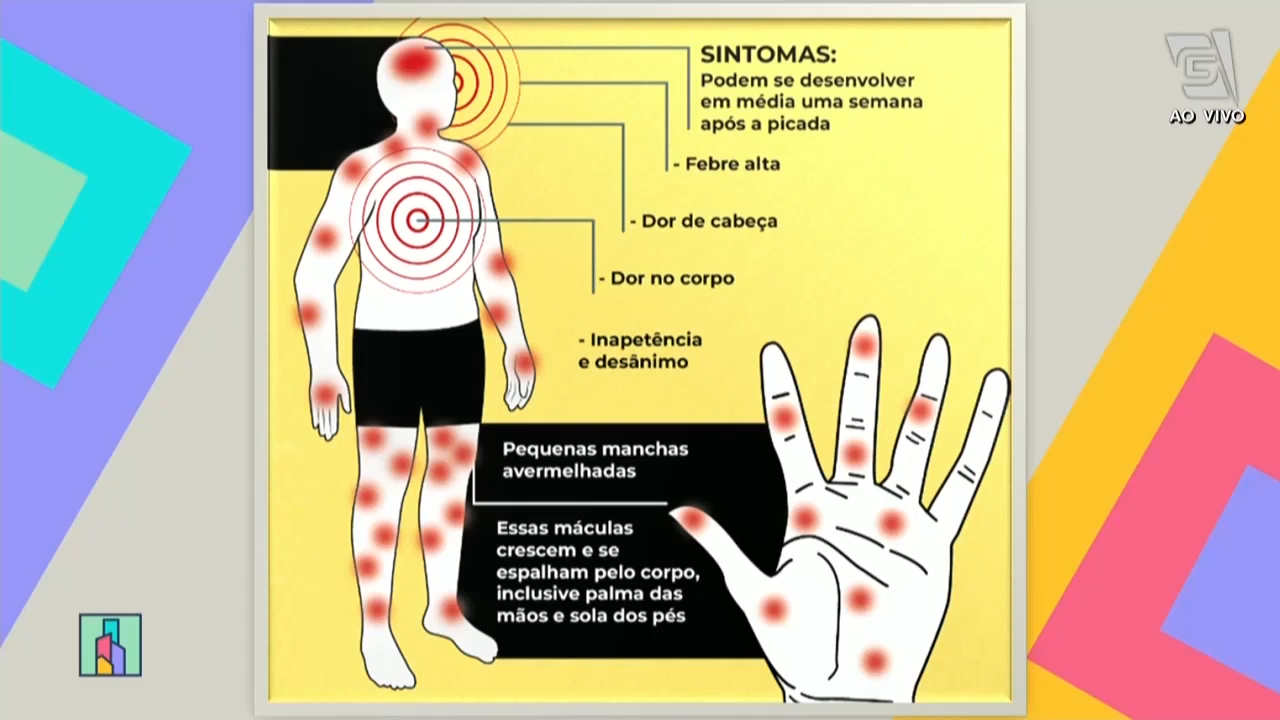 SINTOMAS:
Podem se desenvolver
em média uma semana
após a picada
- Febre alta
- Dor de cabeça
- Dor no corpo
- Inapetência
e desânimo
Pequenas manchas
avermelhadas
Essas máculas
crescem e se
espalham pelo corpo,
inclusive palma das
mãos e sola dos pés
AO VIVO